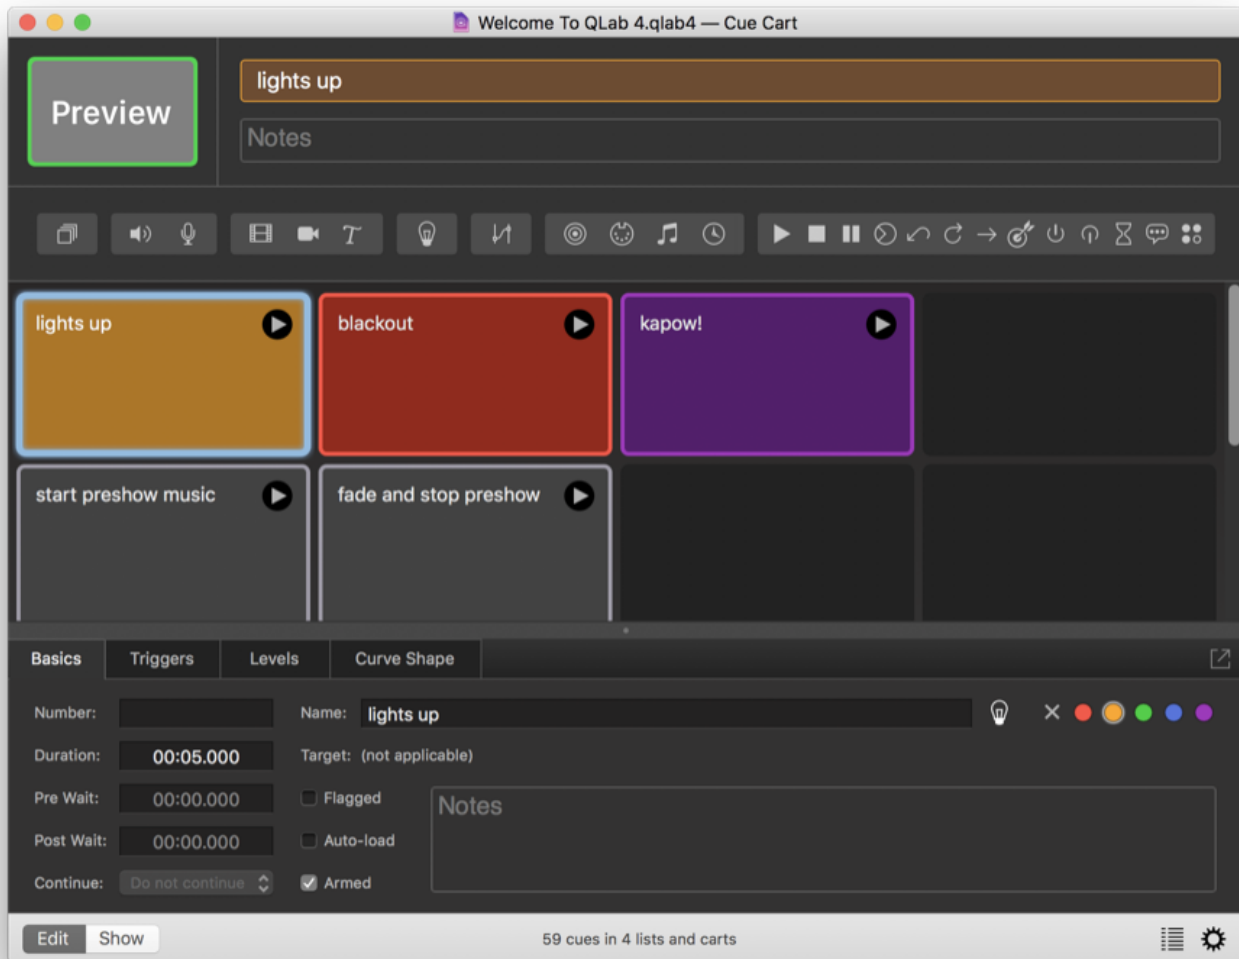 Welcome To QLab 4.qlab4 — Cue Cart
Preview
lights up
Notes
lights up
blackout
kapow!
start preshow music
fade and stop preshow
Basics
Triggers
Levels
Curve Shape
Number:
Name: lights up
Duration: 00:05.000
Target: (not applicable)
Pre Wait: 00:00.000
Flagged
Notes
Post Wait: 00:00.000
Auto-load
Continue: Do not continue
Armed
Edit
Show
59 cues in 4 lists and carts